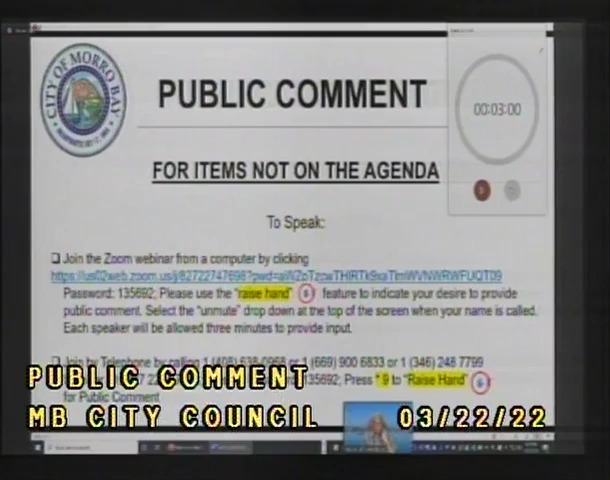 CITY OF MORRO BAY
PUBLIC COMMENT
00:03:00
FOR ITEMS NOT ON THE AGENDA
To Speak:
Join the Zoom webinar from a computer by clicking
Password: 135692; Please use the "raise hand" feature to indicate your desire to provide
public comment. Select the "unmute" drop down at the top of the screen when your name is called.
Each speaker will be allowed three minutes to provide input.
Join by Telephone by calling 1 (408) 638-0968 or 1 (669) 900 6833 or 1 (346) 248 7799
Press *9 to "Raise Hand"
for Public Comment
PUBLIC COMMENT
MB CITY COUNCIL 03/22/22